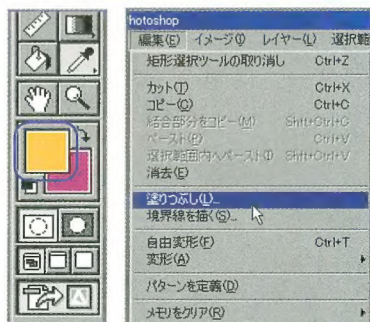 hotoshop
編集(E) イメージ(I) レイヤー(L) 選択範
矩形選択ツールの取り消し Ctrl+Z
カット(T) Ctrl+X
コピー(C) Ctrl+C
結合部分をコピー(M) Shft+Ctrl+C
ペースト(P) Ctrl+V
選択範囲内へペースト(I) Shft+Ctrl+V
消去(E)
塗りつぶし(L)...
境界線を描く(S)...
自由変形(F) Ctrl+T
変形(A)
パターンを定義(D)
メモリをクリア(R)